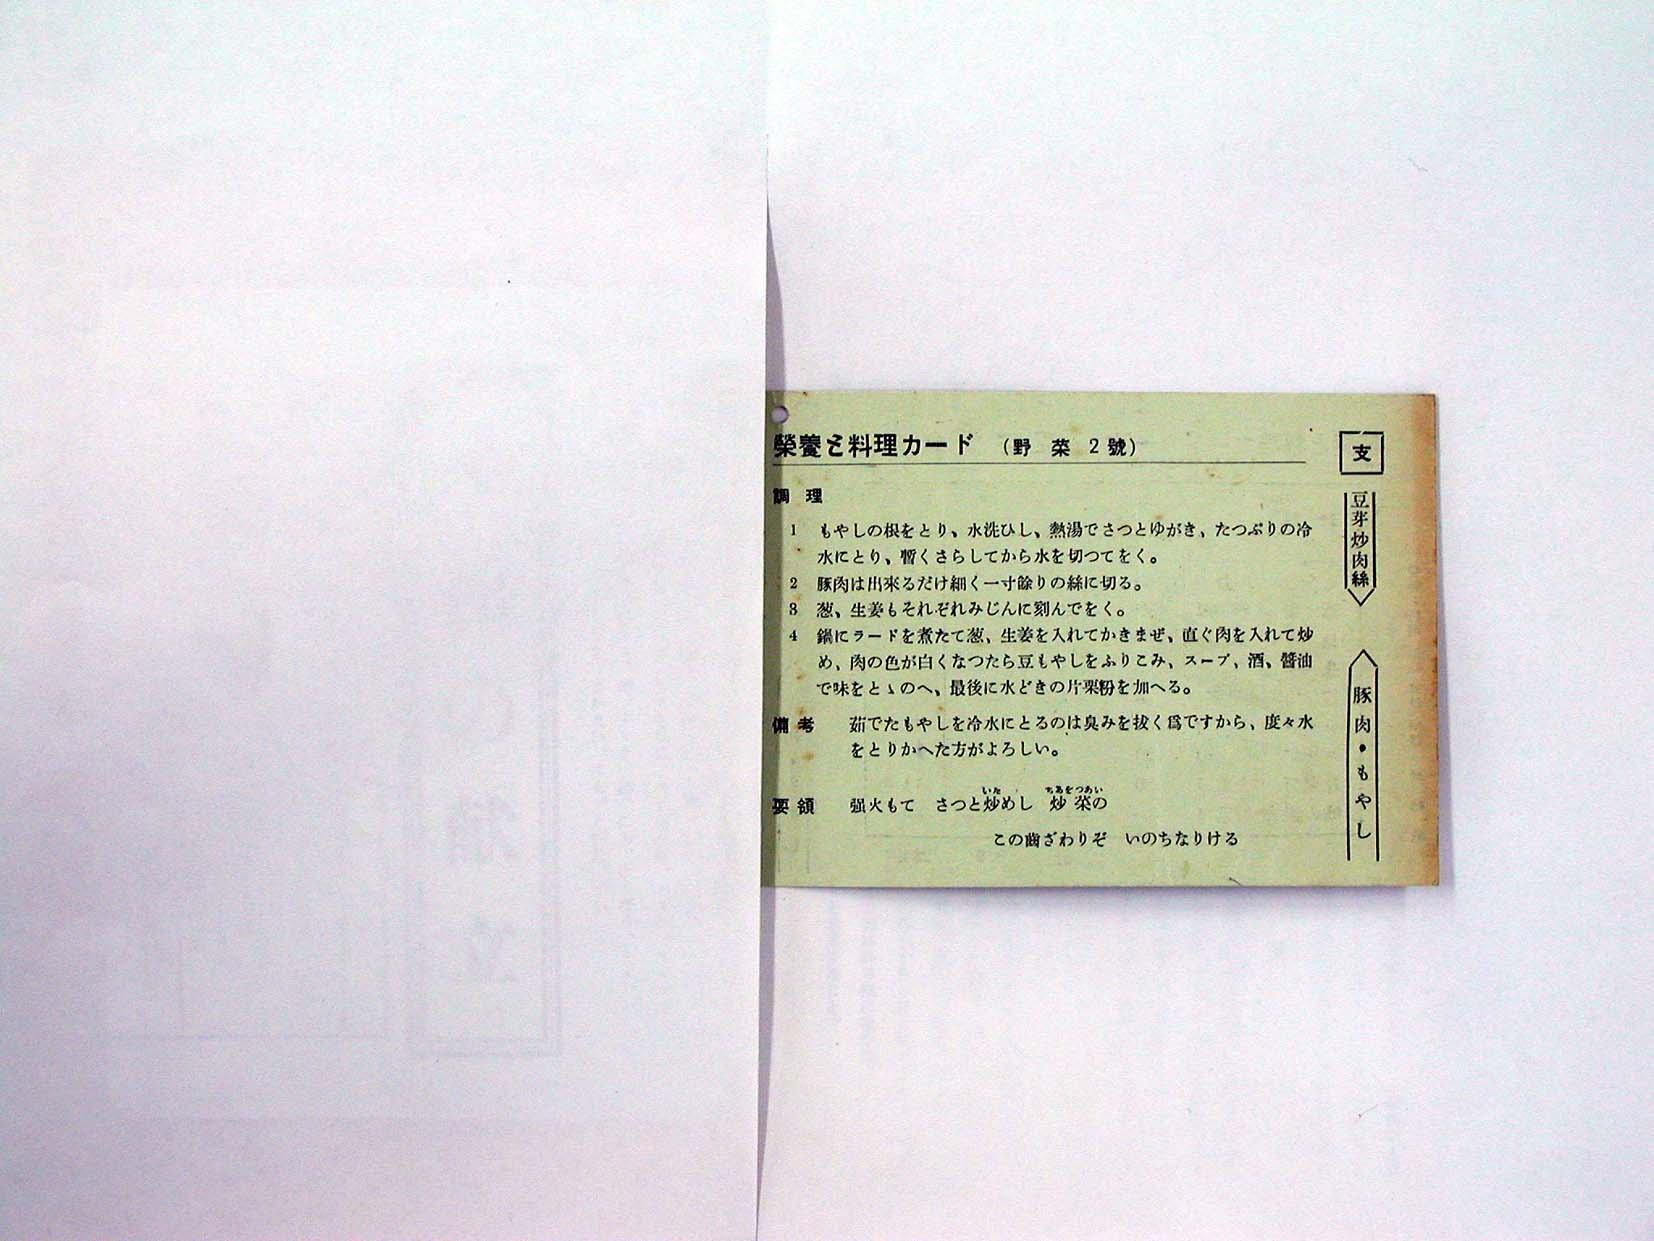 榮養と料理カード (野菜2號)
調理
1 もやしの根をとり、水洗ひし、熱湯でさつとゆがき、たつぷりの冷
水にとり、暫くさらしてから水を切つてをく。
2 豚肉は出來るだけ細く一寸餘りの絲に切る。
3 葱、生姜もそれぞれみじんに刻んでをく。
4 鍋にラードを煮たて葱、生姜を入れてかきまぜ、直ぐ肉を入れて炒
め、肉の色が白くなつたら豆もやしをふりこみ、スープ、酒、醬油
で味をとゝのへ、最後に水どきの片栗粉を加へる。
備考 茹でたもやしを冷水にとるのは臭みを拔く爲ですから、度々水
をとりかへた方がよろしい。
要領 强火もて さつと炒めし 炒菜の
いた ちあをつあい
この齒ざわりぞ いのちなりける
支
豆芽炒肉絲
豚肉・もやし